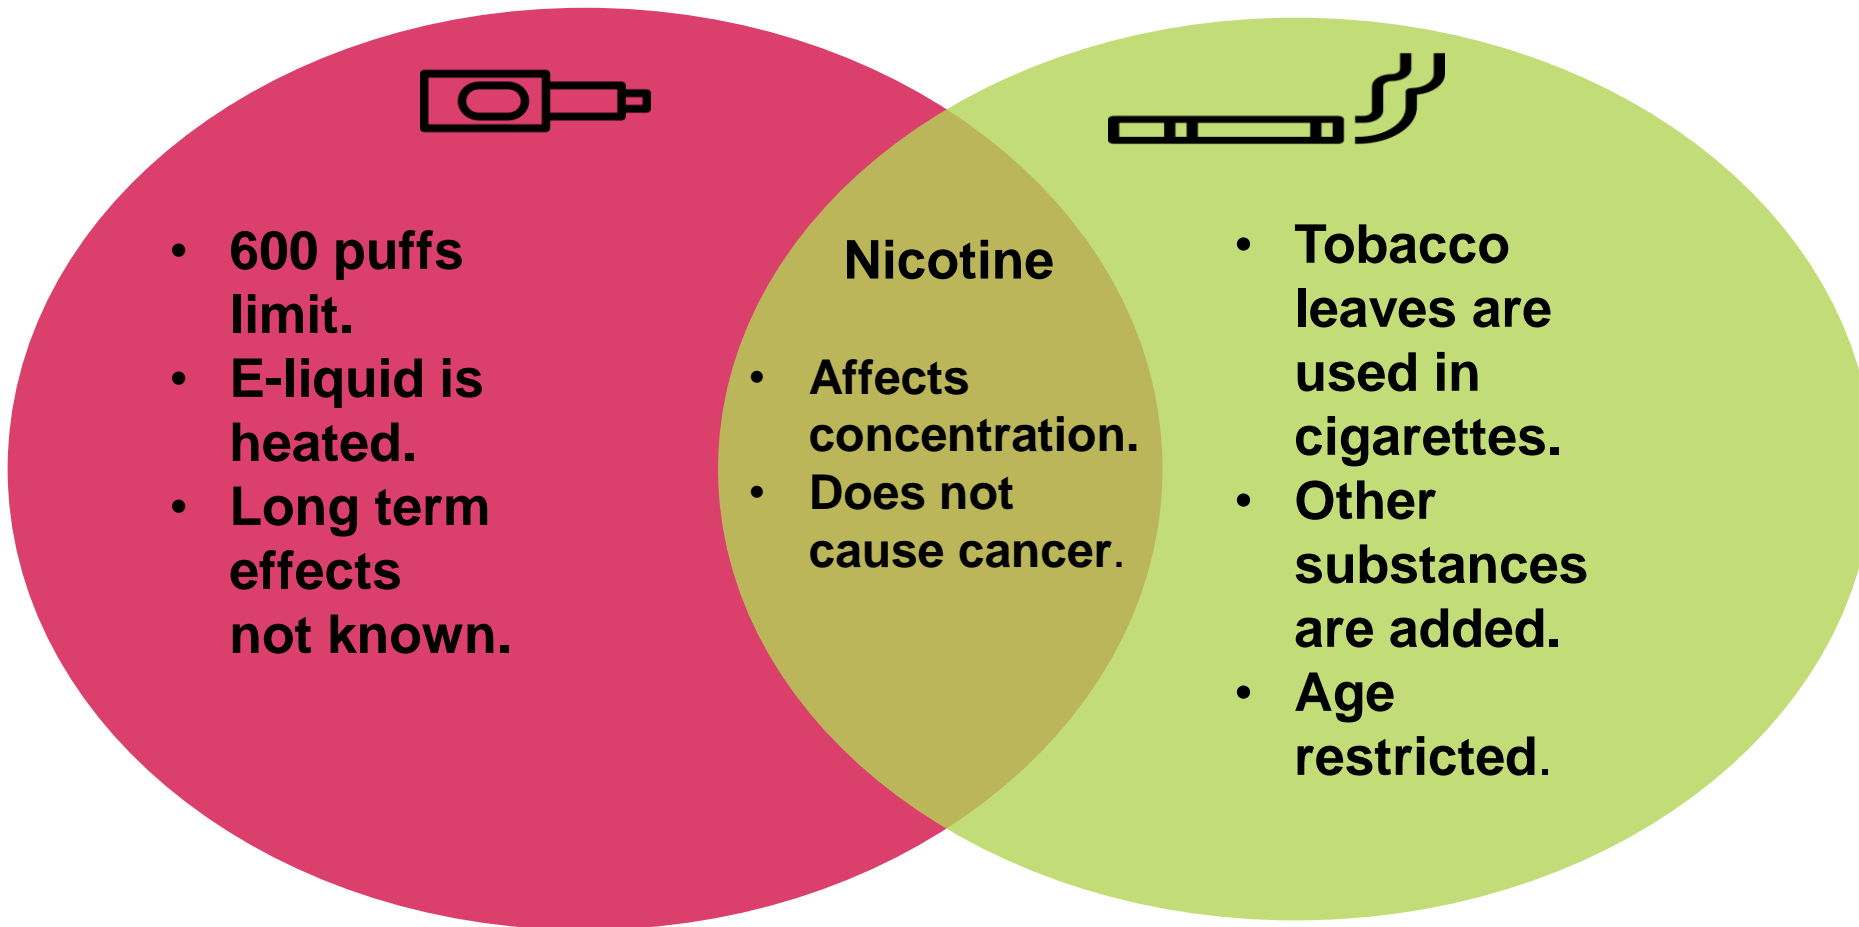 • 600 puffs
limit.
• E-liquid is
heated.
• Long term
effects
not known.
Nicotine
• Affects
concentration.
• Does not
cause cancer.
• Tobacco
leaves are
used in
cigarettes.
• Other
substances
are added.
• Age
restricted.